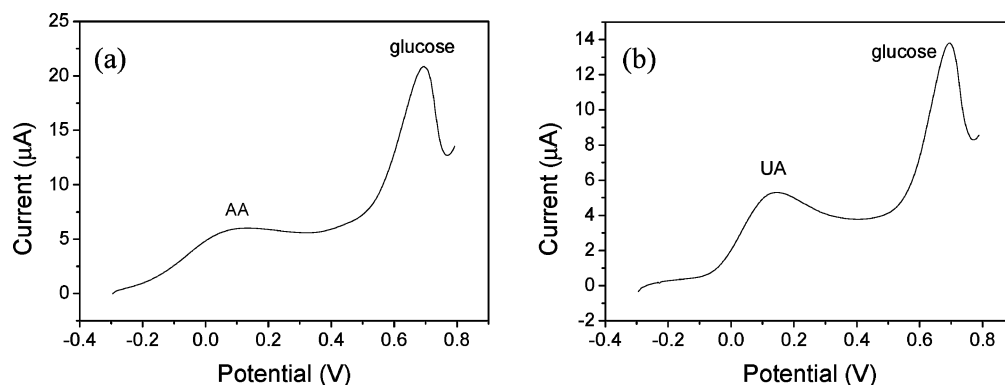 (a)
glucose
AA
25
20
15
10
5
0
Current (μA)
-0.4 -0.2 0.0 0.2 0.4 0.6 0.8
Potential (V)
(b)
glucose
UA
14
12
10
8
6
4
2
0
-2
Current (μA)
-0.4 -0.2 0.0 0.2 0.4 0.6 0.8
Potential (V)